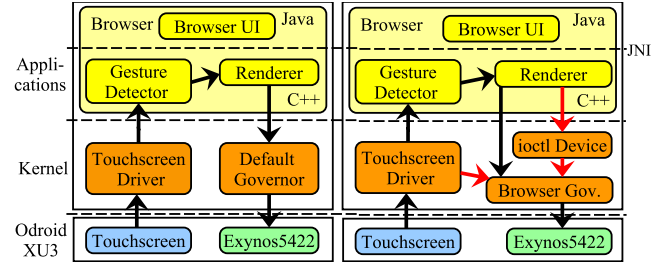 Browser
Java
Browser UI
Appli-
cations
Gesture
Detector
Renderer
C++
Kernel
Touchscreen
Driver
Default
Governor
Odroid
XU3
Touchscreen
Exynos5422
Browser
Java
Browser UI
JNI
Gesture
Detector
Renderer
C++
Touchscreen
Driver
ioctl Device
Browser Gov.
Touchscreen
Exynos5422